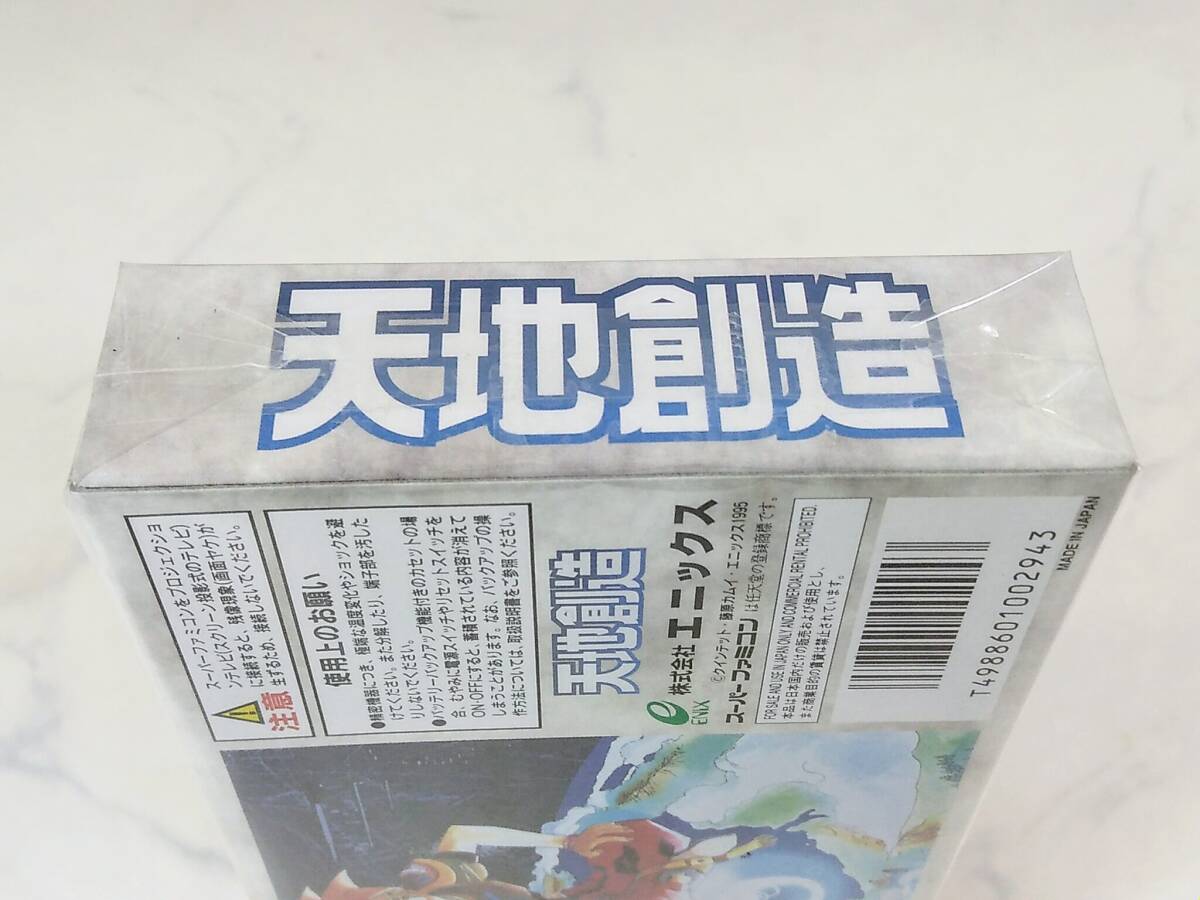 天地創造
スーパーファミコンをプロジェクショ
ンテレビ(スクリーン投影式のテレビ)
に接続すると、残像現象(画面ヤケ)が
生ずるため、接続しないでください。
注意
使用上のお願い
●精密機器につき、極端な温度変化やショックを避
けてください。また分解したり、端子部を汚した
りしないでください。
●バッテリーバックアップ機能付きのカセットの場
合、むやみに電源スイッチやリセットスイッチを
ON・OFFにすると、蓄積されている内容が消えて
しまうことがあります。なお、バックアップの操
作方法については、取扱説明書をご参照ください。
天地創造
ENIX
株式会社 エニックス
©クインテット・藤原カムイ・エニックス1995
スーパーファミコン は任天堂の登録商標です。
FOR SALE AND USE IN JAPAN ONLY AND COMMERCIAL RENTAL PROHIBITED.
本品は日本国内だけの販売および使用とし、
また商業目的の賃貸は禁止されています。
T4988601002943
MADE IN JAPAN